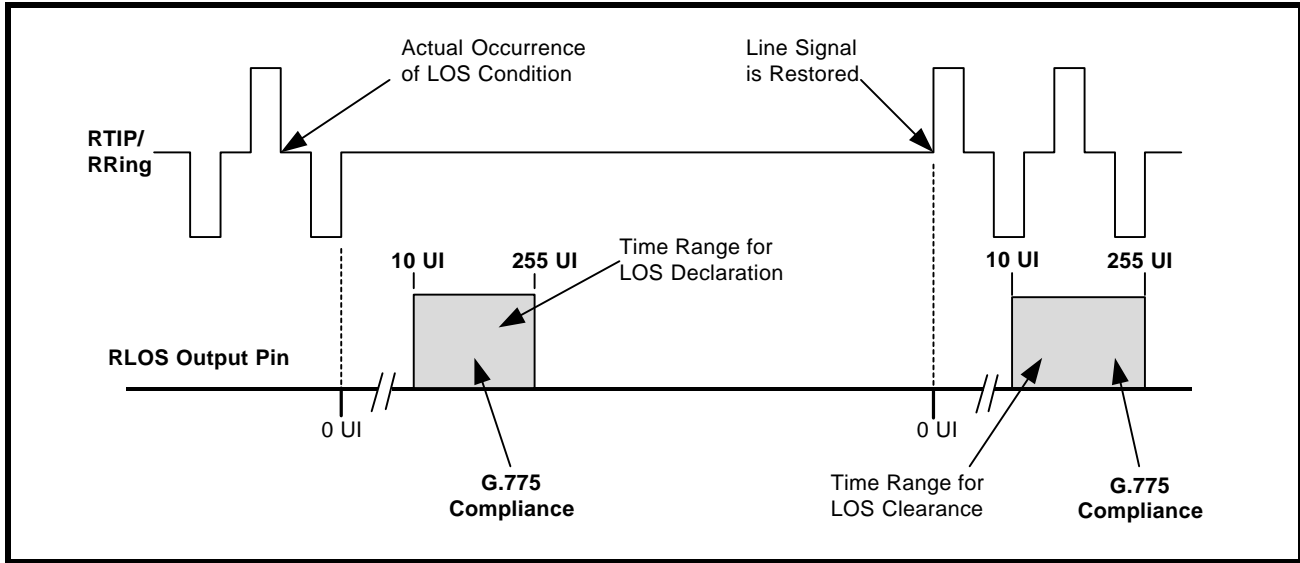 Actual Occurrence
of LOS Condition
Line Signal
is Restored
RTIP/
RRing
Time Range for
LOS Declaration
10 UI
255 UI
10 UI
255 UI
RLOS Output Pin
0 UI
0 UI
G.775
Compliance
Time Range for
LOS Clearance
G.775
Compliance